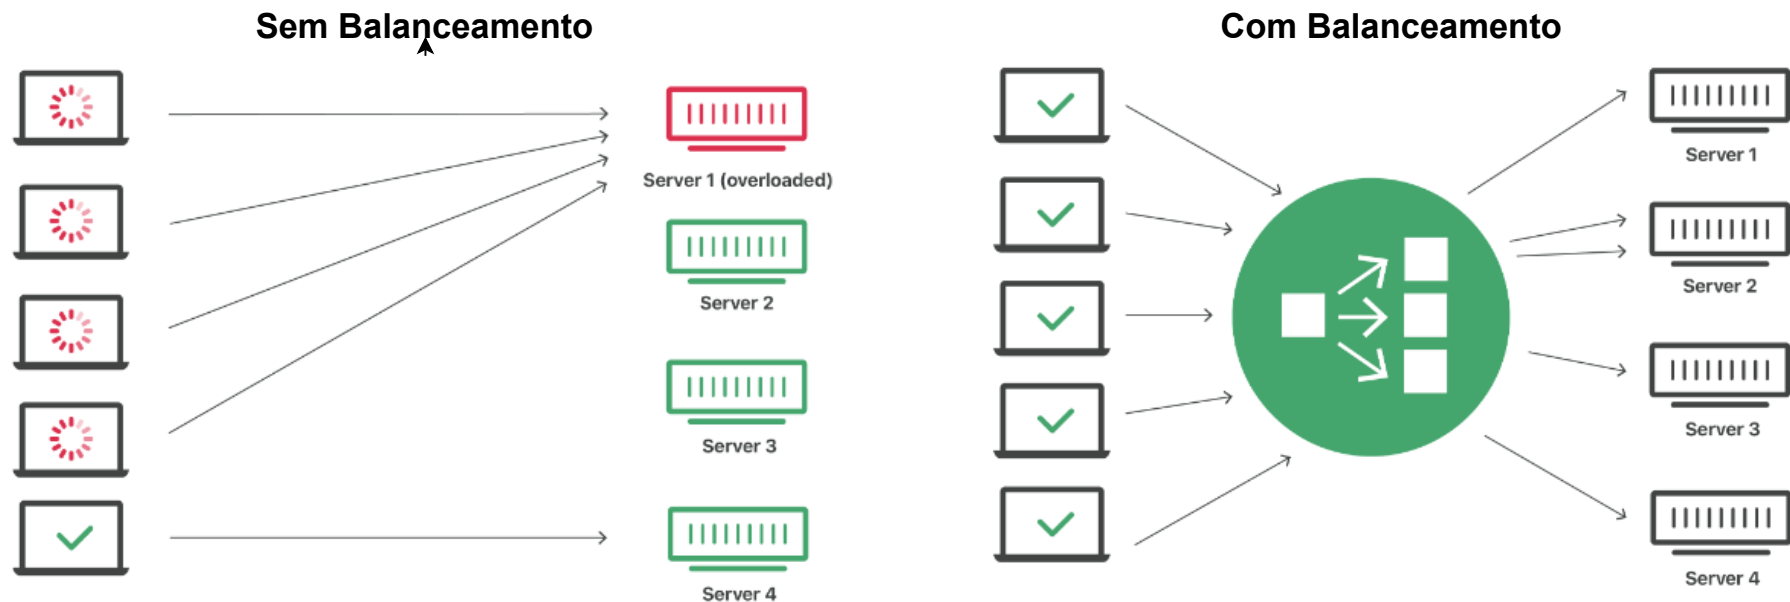 Sem Balanceamento
Server 1 (overloaded)
Server 2
Server 3
Server 4
Com Balanceamento
Server 1
Server 2
Server 3
Server 4